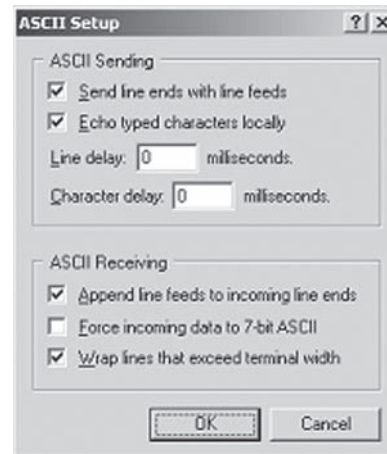 ASCII Setup
ASCII Sending
Send line ends with line feeds
Echo typed characters locally
Line delay: 0 milliseconds.
Character delay: 0 milliseconds.
ASCII Receiving
Append line feeds to incoming line ends
Force incoming data to 7-bit ASCII
Wrap lines that exceed terminal width
OK Cancel